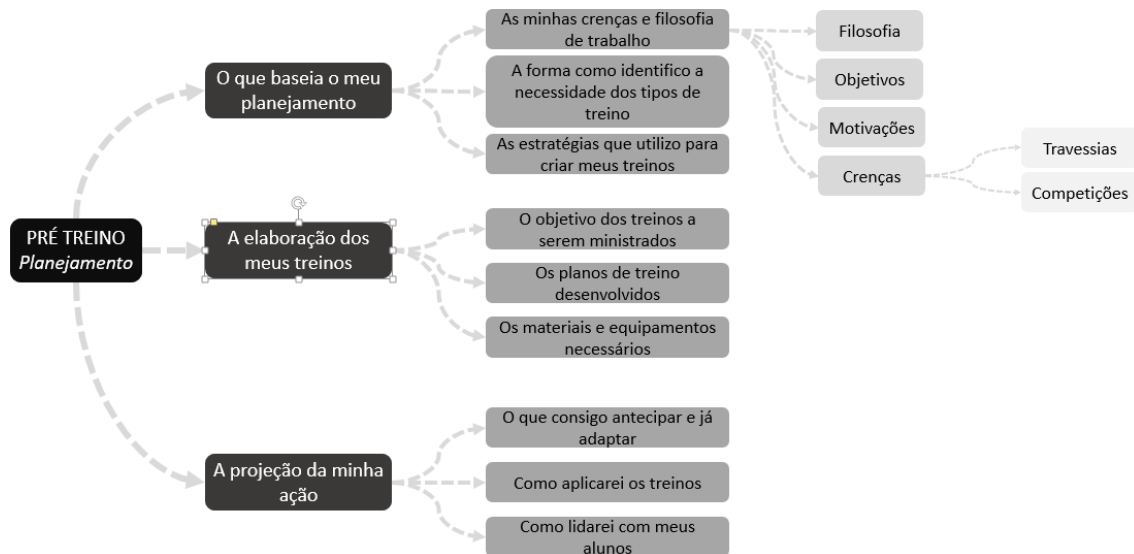 PRÉ TREINO
Planejamento
O que baseia o meu
planejamento
As minhas crenças e filosofia
de trabalho
Filosofia
Objetivos
Motivações
Crenças
Travessias
Competições
A forma como identifico a
necessidade dos tipos de
treino
As estratégias que utilizo para
criar meus treinos
A elaboração dos
meus treinos
O objetivo dos treinos a
serem ministrados
Os planos de treino
desenvolvidos
Os materiais e equipamentos
necessários
A projeção da minha
ação
O que consigo antecipar e já
adaptar
Como aplicarei os treinos
Como lidarei com meus
alunos